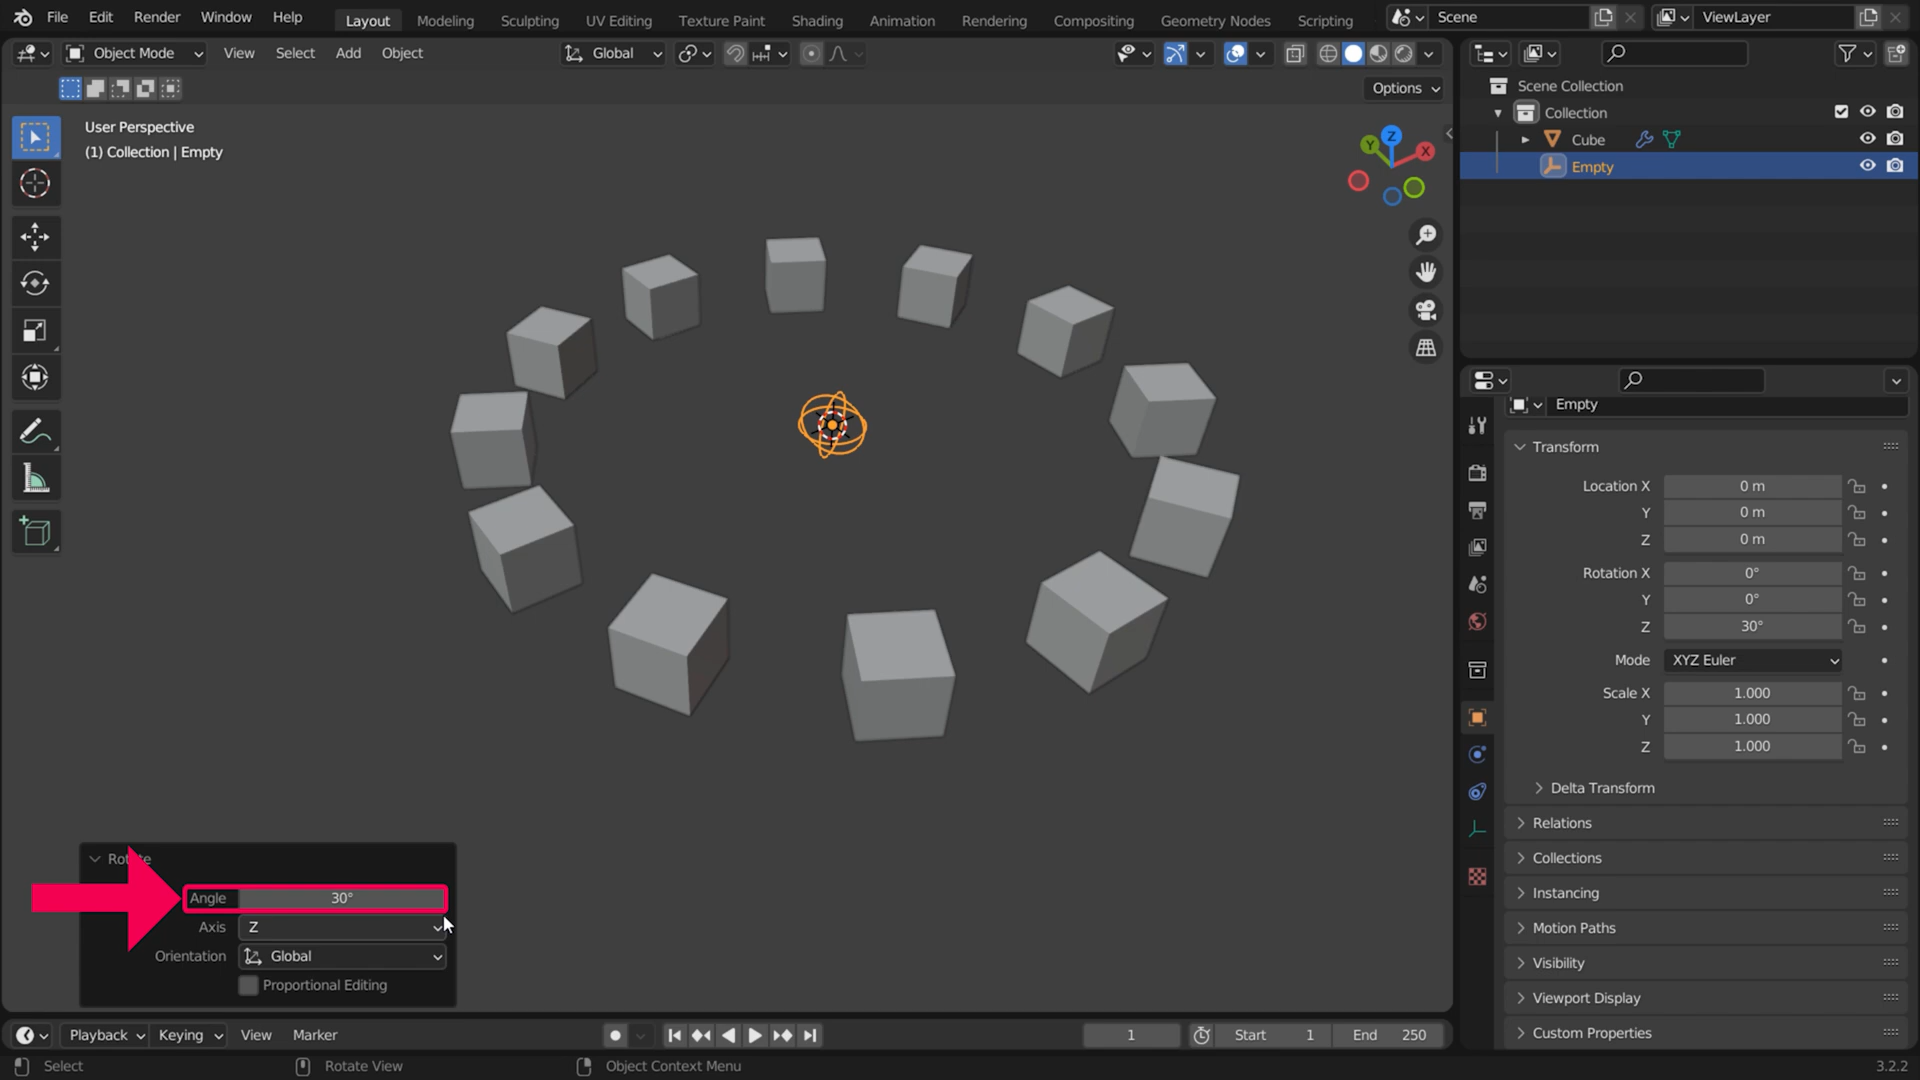 File Edit Render Window Help Layout Modeling Sculpting UV Editing Texture Paint Shading Animation Rendering Compositing Geometry Nodes Scripting Scene ViewLayer
Object Mode View Select Add Object Global
Options
User Perspective
(1) Collection | Empty
Z
Y
X
Scene Collection
Collection
Cube
Empty
Empty
Transform
Location X 0 m
Y 0 m
Z 0 m
Rotation X 0°
Y 0°
Z 30°
Mode XYZ Euler
Scale X 1.000
Y 1.000
Z 1.000
Delta Transform
Relations
Collections
Instancing
Motion Paths
Visibility
Viewport Display
Custom Properties
Angle 30°
Axis Z
Orientation Global
Proportional Editing
Playback Keying View Marker 1 Start 1 End 250
Select Rotate View Object Context Menu 3.2.2